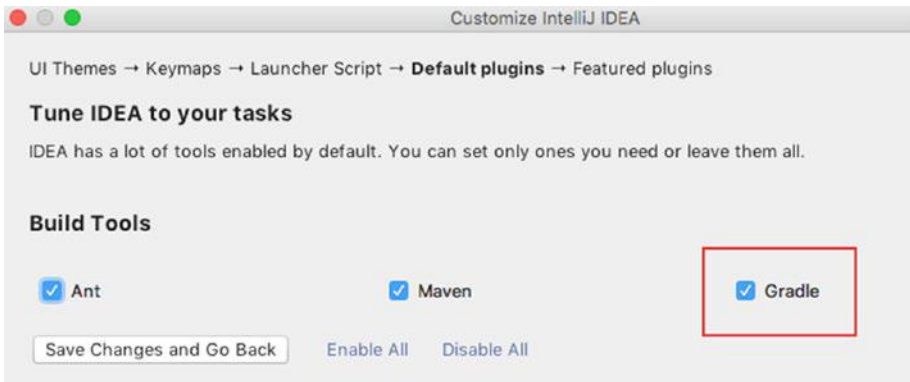 Customize IntelliJ IDEA
UI Themes → Keymaps → Launcher Script → Default plugins → Featured plugins
Tune IDEA to your tasks
IDEA has a lot of tools enabled by default. You can set only ones you need or leave them all.
Build Tools
Ant Maven Gradle
Save Changes and Go Back Enable All Disable All